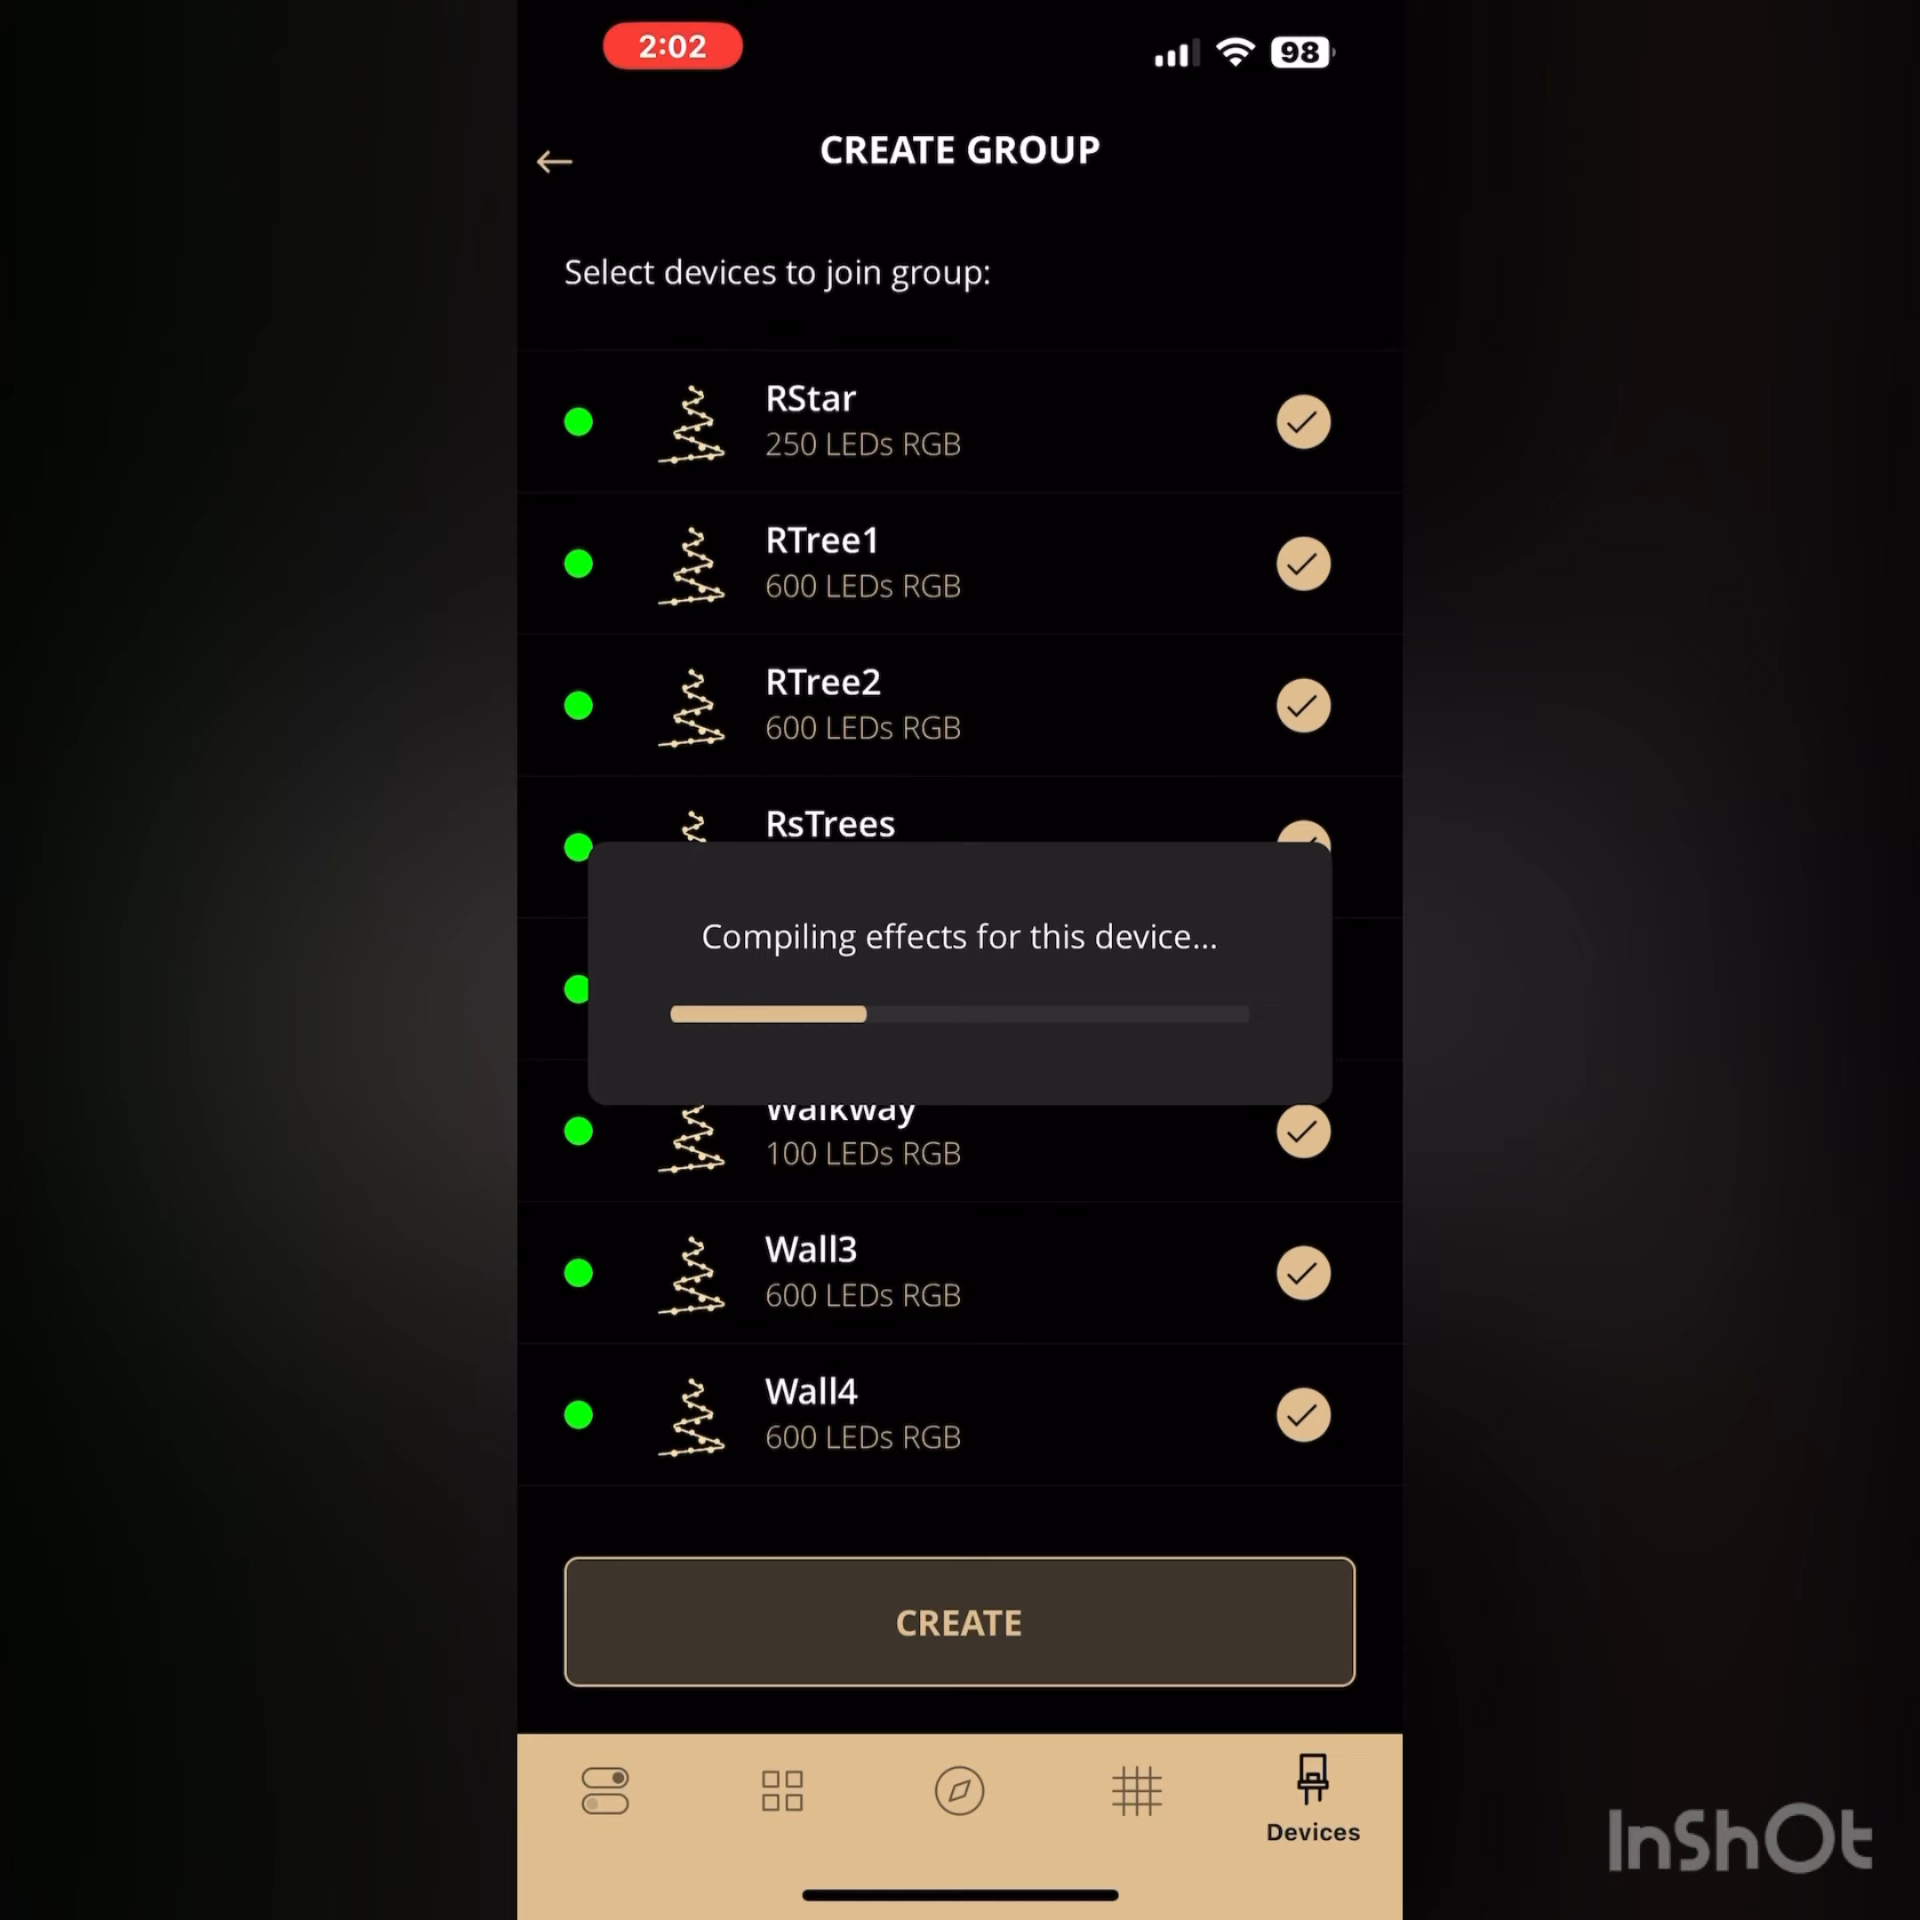 2:02
98
CREATE GROUP
Select devices to join group:
RStar
250 LEDs RGB
RTree1
600 LEDs RGB
RTree2
600 LEDs RGB
RsTrees
Compiling effects for this device...
Walkway
100 LEDs RGB
Wall3
600 LEDs RGB
Wall4
600 LEDs RGB
CREATE
Devices
InShOt